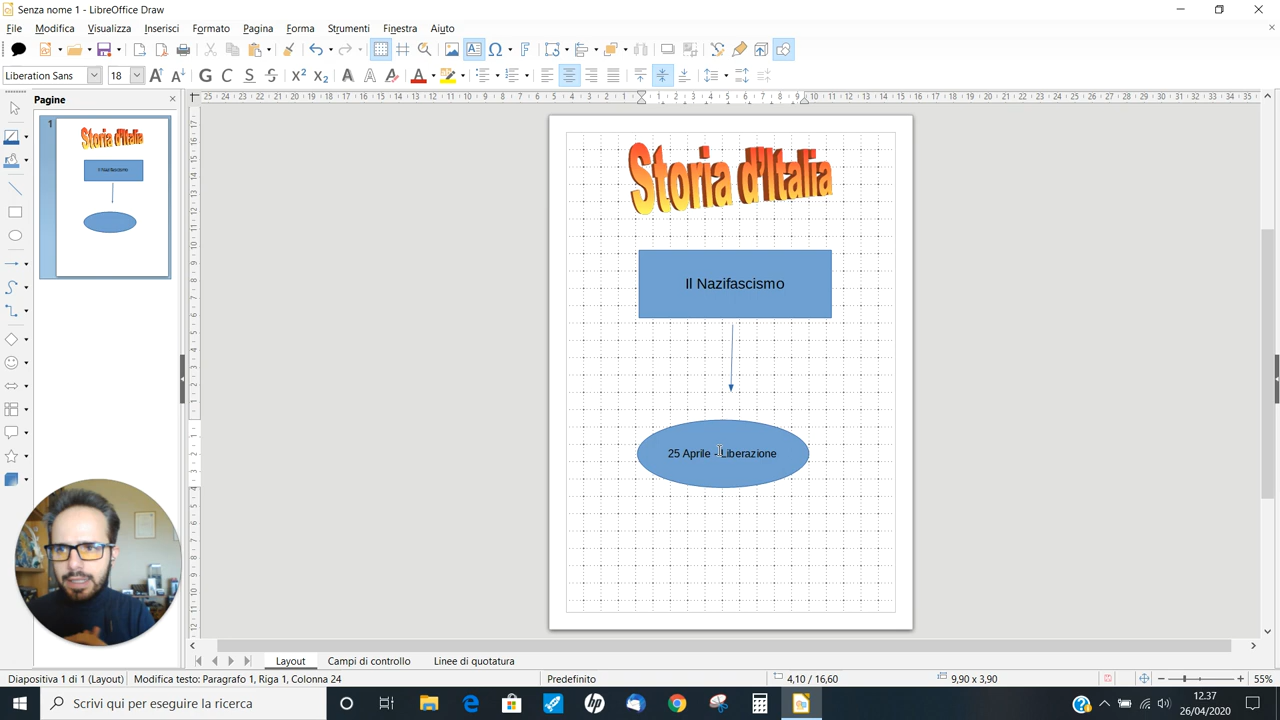 Senza nome 1 - LibreOffice Draw
File Modifica Visualizza Inserisci Formato Pagina Forma Strumenti Finestra Aiuto
Liberation Sans 18
Pagine
1
Storia d'Italia
Storia d'Italia
Il Nazifascismo
25 Aprile - Liberazione
Layout Campi di controllo Linee di quotatura
Diapositiva 1 di 1 (Layout) Modifica testo: Paragrafo 1, Riga 1, Colonna 24 Predefinito 4,10 / 16,60 9,90 x 3,90 55%
Scrivi qui per eseguire la ricerca
12.37
26/04/2020